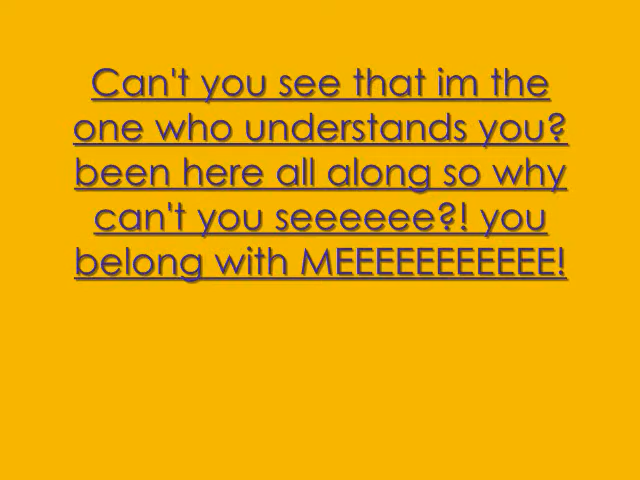 Can't you see that im the
one who understands you?
been here all along so why
can't you seeeeee?! you
belong with MEEEEEEEEEEE!